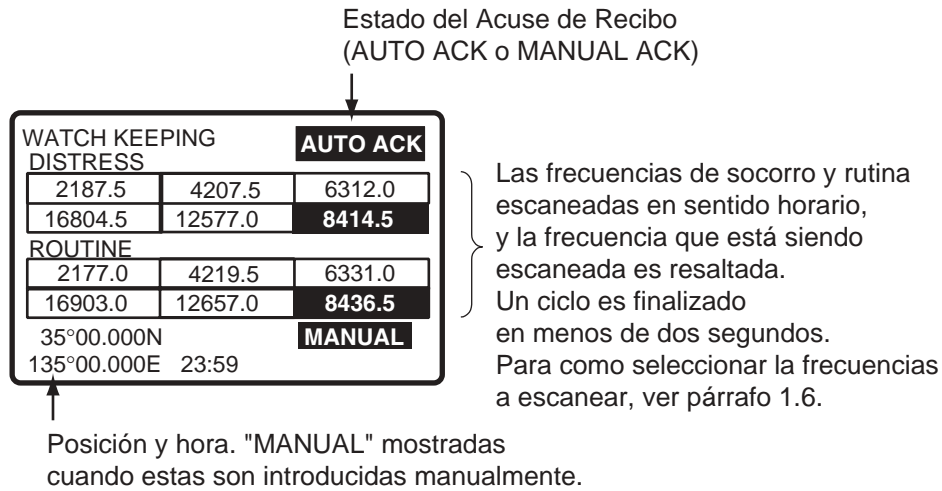 Estado del Acuse de Recibo
(AUTO ACK o MANUAL ACK)
WATCH KEEPING AUTO ACK
DISTRESS
2187.5 4207.5 6312.0
16804.5 12577.0 8414.5
ROUTINE
2177.0 4219.5 6331.0
16903.0 12657.0 8436.5
35°00.000N MANUAL
135°00.000E 23:59
Las frecuencias de socorro y rutina
escaneadas en sentido horario,
y la frecuencia que está siendo
escaneada es resaltada.
Un ciclo es finalizado
en menos de dos segundos.
Para como seleccionar la frecuencias
a escanear, ver párrafo 1.6.
Posición y hora. "MANUAL" mostradas
cuando estas son introducidas manualmente.